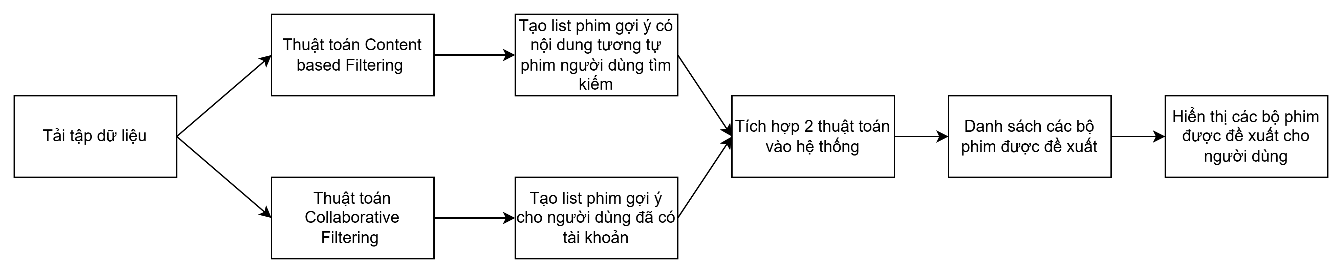 Tải tập dữ liệu
Thuật toán Content
based Filtering
Tạo list phim gợi ý có
nội dung tương tự
phim người dùng tìm
kiếm
Thuật toán
Collaborative
Filtering
Tạo list phim gợi ý
cho người dùng đã có
tài khoản
Tích hợp 2 thuật toán
vào hệ thống
Danh sách các bộ
phim được đề xuất
Hiển thị các bộ phim
được đề xuất cho
người dùng